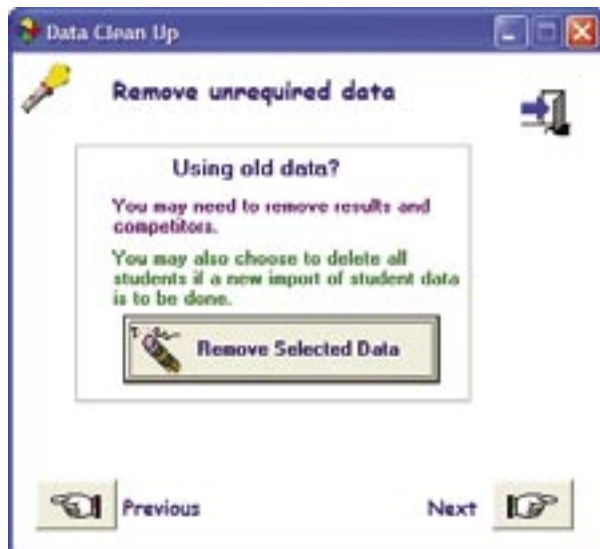 Data Clean Up
Remove unrequired data
Using old data?
You may need to remove results and
competitors.
You may also choose to delete all
students if a new import of student data
is to be done.
Remove Selected Data
Previous
Next